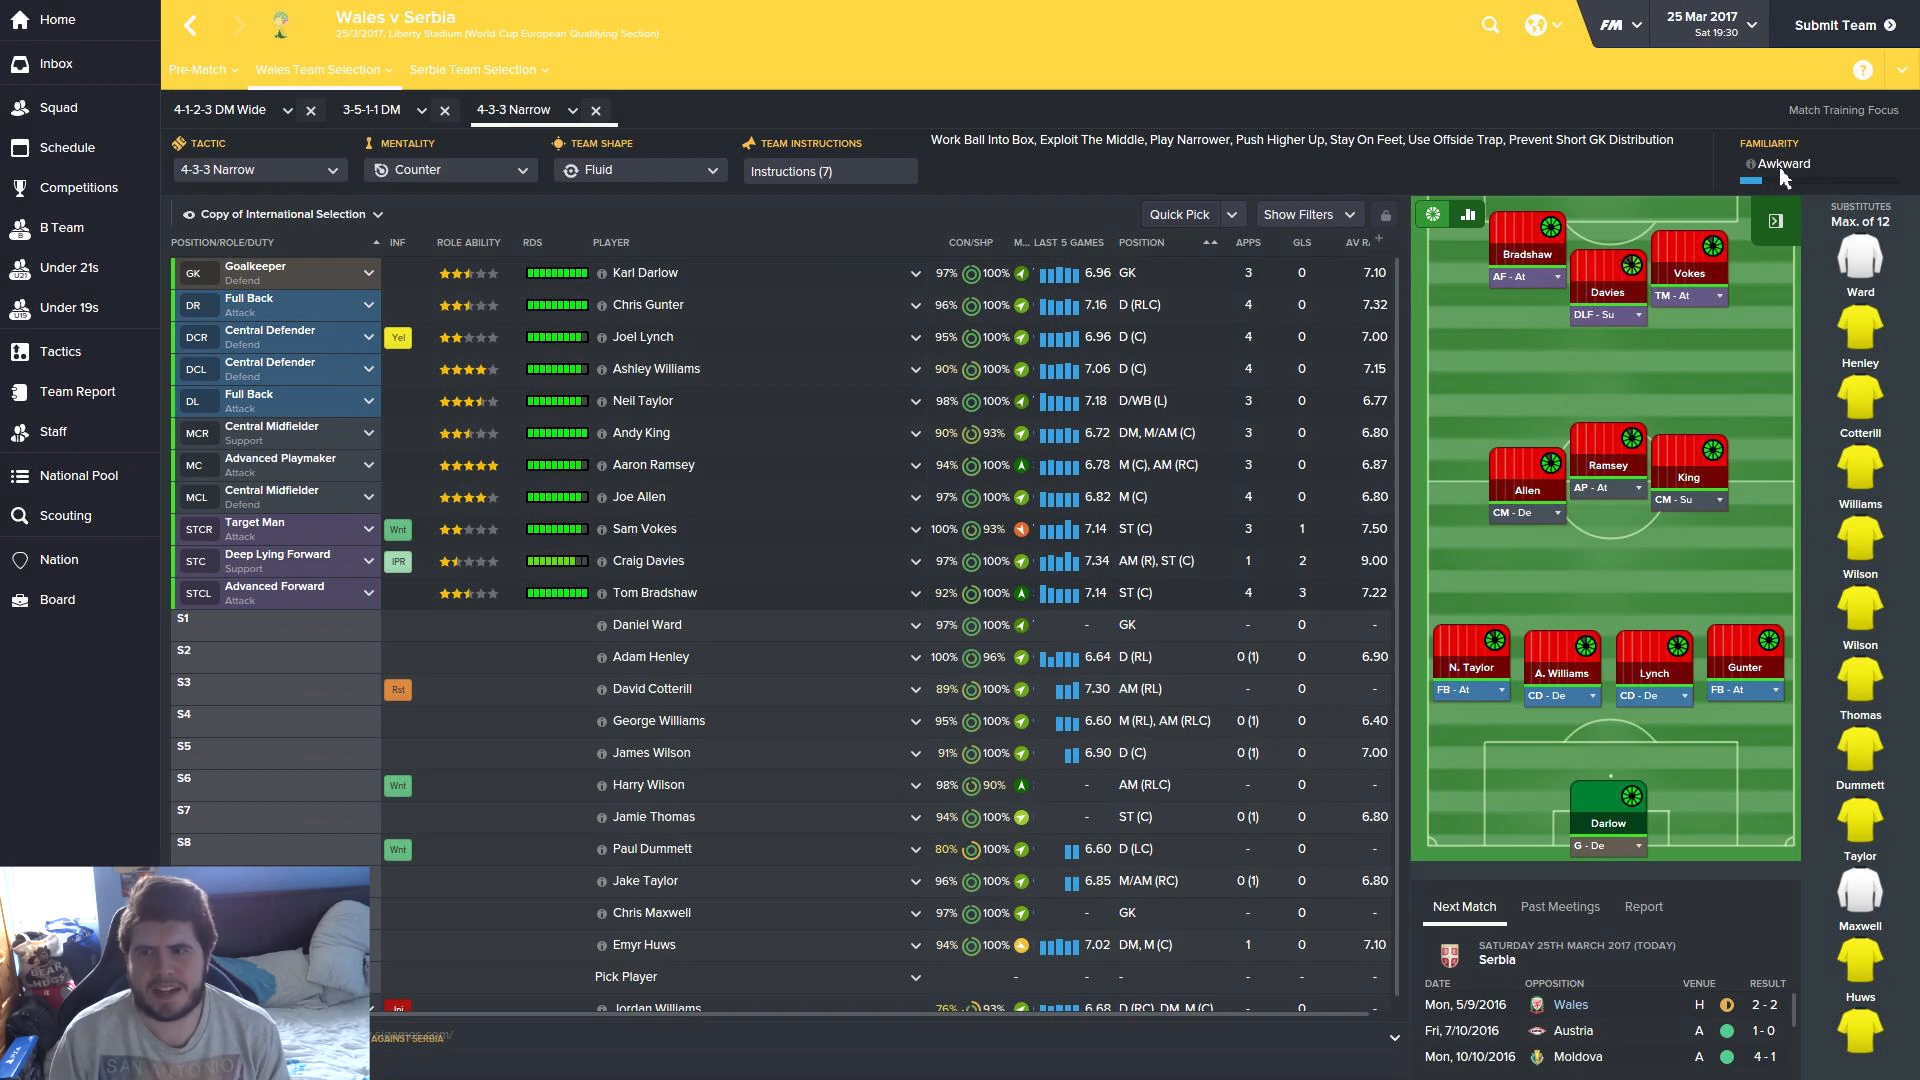 Home
Inbox
Squad
Schedule
Competitions
B Team
Under 21s
Under 19s
Tactics
Team Report
Staff
National Pool
Scouting
Nation
Board
Wales v Serbia
25/3/2017, Liberty Stadium (World Cup European Qualifying Section)
FM
25 Mar 2017
Sat 19:30
Submit Team
Pre-Match
Wales Team Selection
Serbia Team Selection
4-1-2-3 DM Wide
3-5-1-1 DM
4-3-3 Narrow
Match Training Focus
TACTIC
4-3-3 Narrow
MENTALITY
Counter
TEAM SHAPE
Fluid
TEAM INSTRUCTIONS
Instructions (7)
Work Ball Into Box, Exploit The Middle, Play Narrower, Push Higher Up, Stay On Feet, Use Offside Trap, Prevent Short GK Distribution
FAMILIARITY
Awkward
Copy of International Selection
Quick Pick
Show Filters
POSITION/ROLE/DUTY INF ROLE ABILITY RDS PLAYER CON/SHP M... LAST 5 GAMES POSITION APPS GLS AV R
GK Goalkeeper Defend Karl Darlow 97% 100% 6.96 GK 3 0 7.10
DR Full Back Attack Chris Gunter 96% 100% 7.16 D (RLC) 4 0 7.32
DCR Central Defender Defend Yel Joel Lynch 95% 100% 6.96 D (C) 4 0 7.00
DCL Central Defender Defend Ashley Williams 90% 100% 7.06 D (C) 4 0 7.15
DL Full Back Attack Neil Taylor 98% 100% 7.18 D/WB (L) 3 0 6.77
MCR Central Midfielder Support Andy King 90% 93% 6.72 DM, M/AM (C) 3 0 6.80
MC Advanced Playmaker Attack Aaron Ramsey 94% 100% 6.78 M (C), AM (RC) 3 0 6.87
MCL Central Midfielder Defend Joe Allen 97% 100% 6.82 M (C) 4 0 6.80
STCR Target Man Attack Wnt Sam Vokes 100% 93% 7.14 ST (C) 3 1 7.50
STC Deep Lying Forward Support IPR Craig Davies 97% 100% 7.34 AM (R), ST (C) 1 2 9.00
STCL Advanced Forward Attack Tom Bradshaw 92% 100% 7.14 ST (C) 4 3 7.22
S1 Daniel Ward 97% 100% - GK - 0 -
S2 Adam Henley 100% 96% 6.64 D (RL) 0 (1) 0 6.90
S3 Rst David Cotterill 89% 100% 7.30 AM (RL) - 0 -
S4 George Williams 95% 100% 6.60 M (RL), AM (RLC) 0 (1) 0 6.40
S5 James Wilson 91% 100% 6.90 D (C) 0 (1) 0 7.00
S6 Wnt Harry Wilson 98% 90% - AM (RLC) - 0 -
S7 Jamie Thomas 94% 100% - ST (C) 0 (1) 0 6.80
S8 Wnt Paul Dummett 80% 100% 6.60 D (LC) - 0 -
Jake Taylor 96% 100% 6.85 M/AM (RC) 0 (1) 0 6.80
Chris Maxwell 97% 100% - GK - 0 -
Emyr Huws 94% 100% 7.02 DM, M (C) 1 0 7.10
Pick Player - - - - - -
Inj Jordan Williams 76% 93% 6.68 D (RC), DM, M (C) - 0 -
AGAINST SERBIA
BEAR HUGS
SAN ANTONIO
Bradshaw
AF - At
Davies
DLF - Su
Vokes
TM - At
Allen
CM - De
Ramsey
AP - At
King
CM - Su
N. Taylor
FB - At
A. Williams
CD - De
Lynch
CD - De
Gunter
FB - At
Darlow
G - De
SUBSTITUTES
Max. of 12
Ward
Henley
Cotterill
Williams
Wilson
Wilson
Thomas
Dummett
Taylor
Maxwell
Huws
Next Match
Past Meetings
Report
SATURDAY 25TH MARCH 2017 (TODAY)
Serbia
DATE OPPOSITION VENUE RESULT
Mon, 5/9/2016 Wales H 2 - 2
Fri, 7/10/2016 Austria A 1 - 0
Mon, 10/10/2016 Moldova A 4 - 1